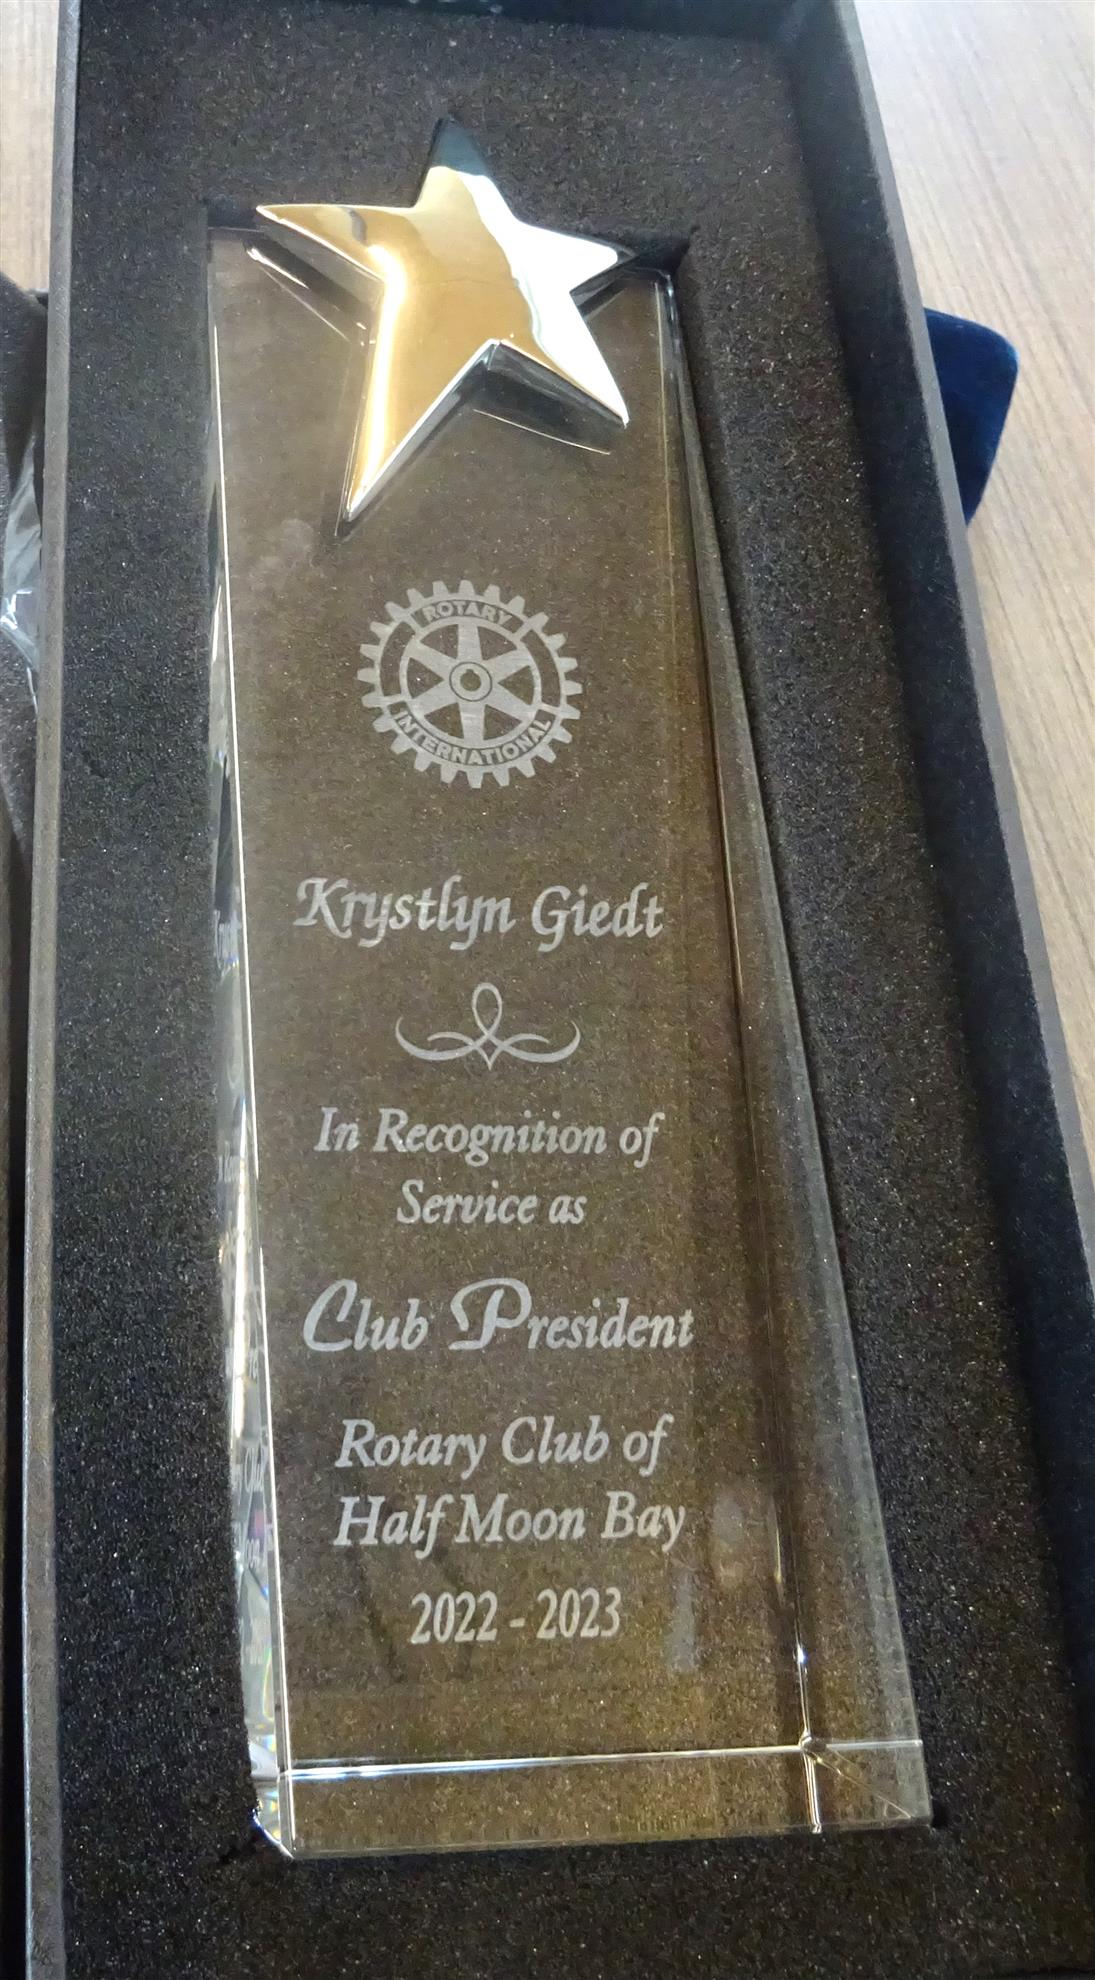 ROTARY
INTERNATIONAL
Krystlyn Giedt
In Recognition of
Service as
Club President
Rotary Club of
Half Moon Bay
2022 - 2023